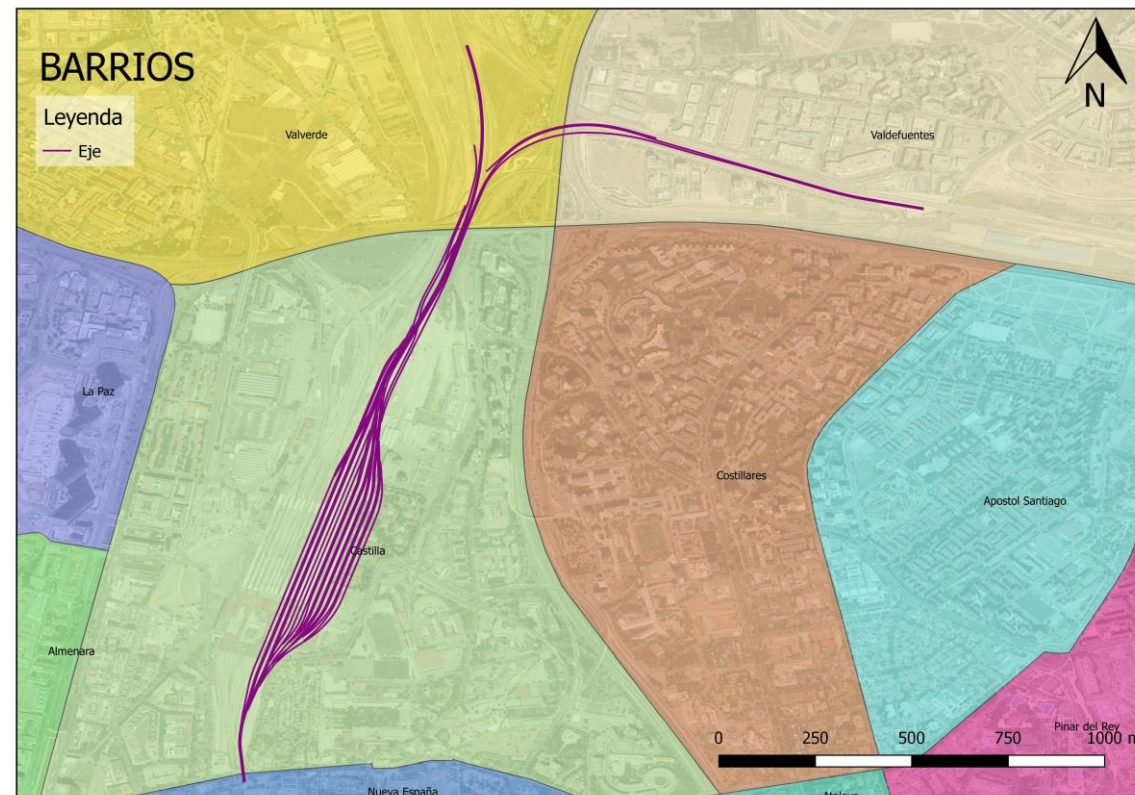 BARRIOS
Leyenda
Eje
N
Valverde
Valdefuentes
La Paz
Costillares
Apostol Santiago
Castilla
Almenara
Pinar del Rey
0 250 500 750 1000 m
Nueva España
Atalaya